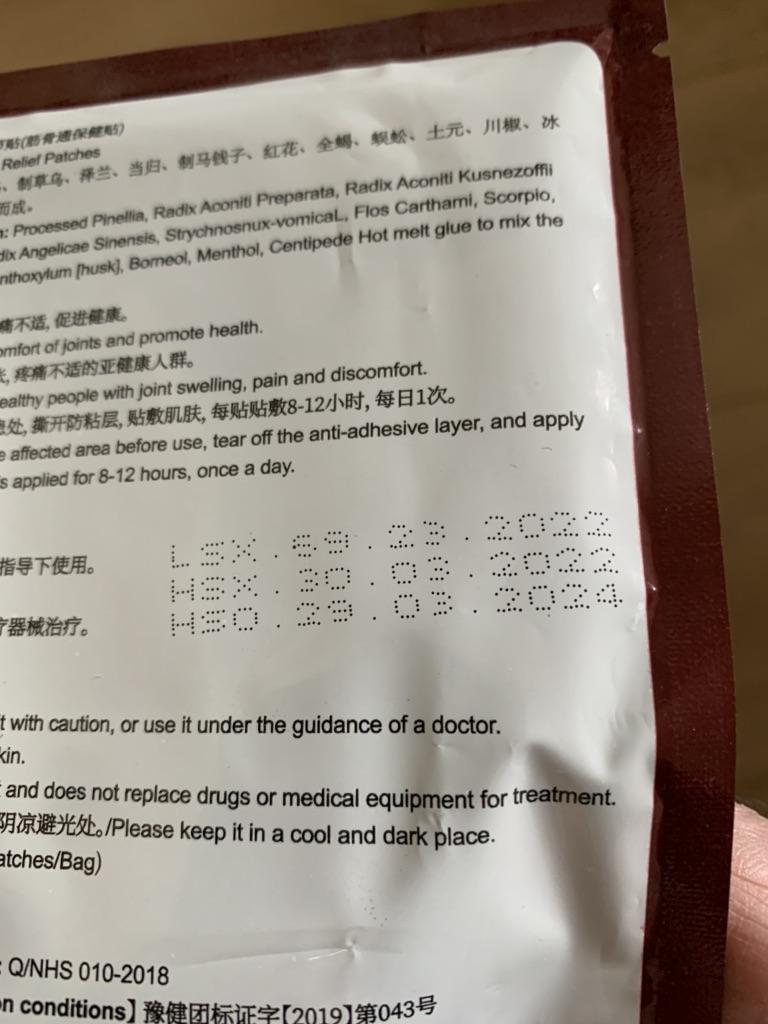 贴(筋骨通保健贴)
Relief Patches
、制草乌、泽兰、当归、制马钱子、红花、全蝎、蜈蚣、土元、川椒、冰
而成。
n: Processed Pinellia, Radix Aconiti Preparata, Radix Aconiti Kusnezoffii
dix Angelicae Sinensis, Strychnosnux-vomicaL, Flos Carthami, Scorpio,
nthoxylum [husk], Borneol, Menthol, Centipede Hot melt glue to mix the
痛不适, 促进健康。
omfort of joints and promote health.
, 疼痛不适的亚健康人群。
ealthy people with joint swelling, pain and discomfort.
处, 撕开防粘层, 贴敷肌肤, 每贴贴敷8-12小时, 每日1次。
e affected area before use, tear off the anti-adhesive layer, and apply
s applied for 8-12 hours, once a day.
LSX.S9.23.2022
指导下使用。
HSX.30.03.2022
HSO.29.03.2024
疗器械治疗。
t with caution, or use it under the guidance of a doctor.
kin.
and does not replace drugs or medical equipment for treatment.
阴凉避光处。/Please keep it in a cool and dark place.
atches/Bag)
: Q/NHS 010-2018
on conditions】豫健团标证字【2019】第043号